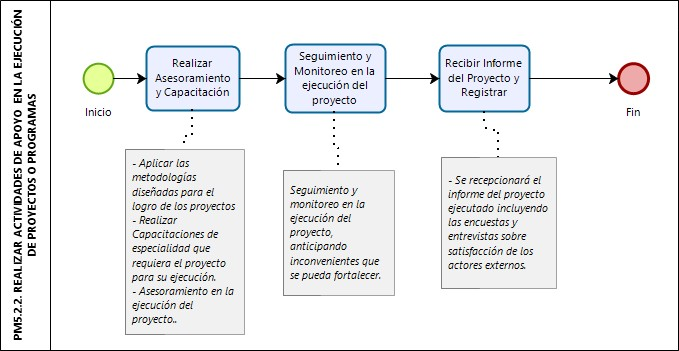 PM5.2.2. REALIZAR ACTIVIDADES DE APOYO EN LA EJECUCIÓN
DE PROYECTOS O PROGRAMAS
Inicio
Realizar
Asesoramiento
y Capacitación
Seguimiento y
Monitoreo en la
ejecución del
proyecto
Recibir Informe
del Proyecto y
Registrar
Fin
- Aplicar las
metodologías
diseñadas para el
logro de los proyectos
- Realizar
Capacitaciones de
especialidad que
requiera el proyecto
para su ejecución.
- Asesoramiento en la
ejecución del
proyecto..
Seguimiento y
monitoreo en la
ejecución del
proyecto,
anticipando
inconvenientes que
se pueda fortalecer.
- Se recepcionará el
informe del proyecto
ejecutado incluyendo
las encuestas y
entrevistas sobre
satisfacción de los
actores externos.